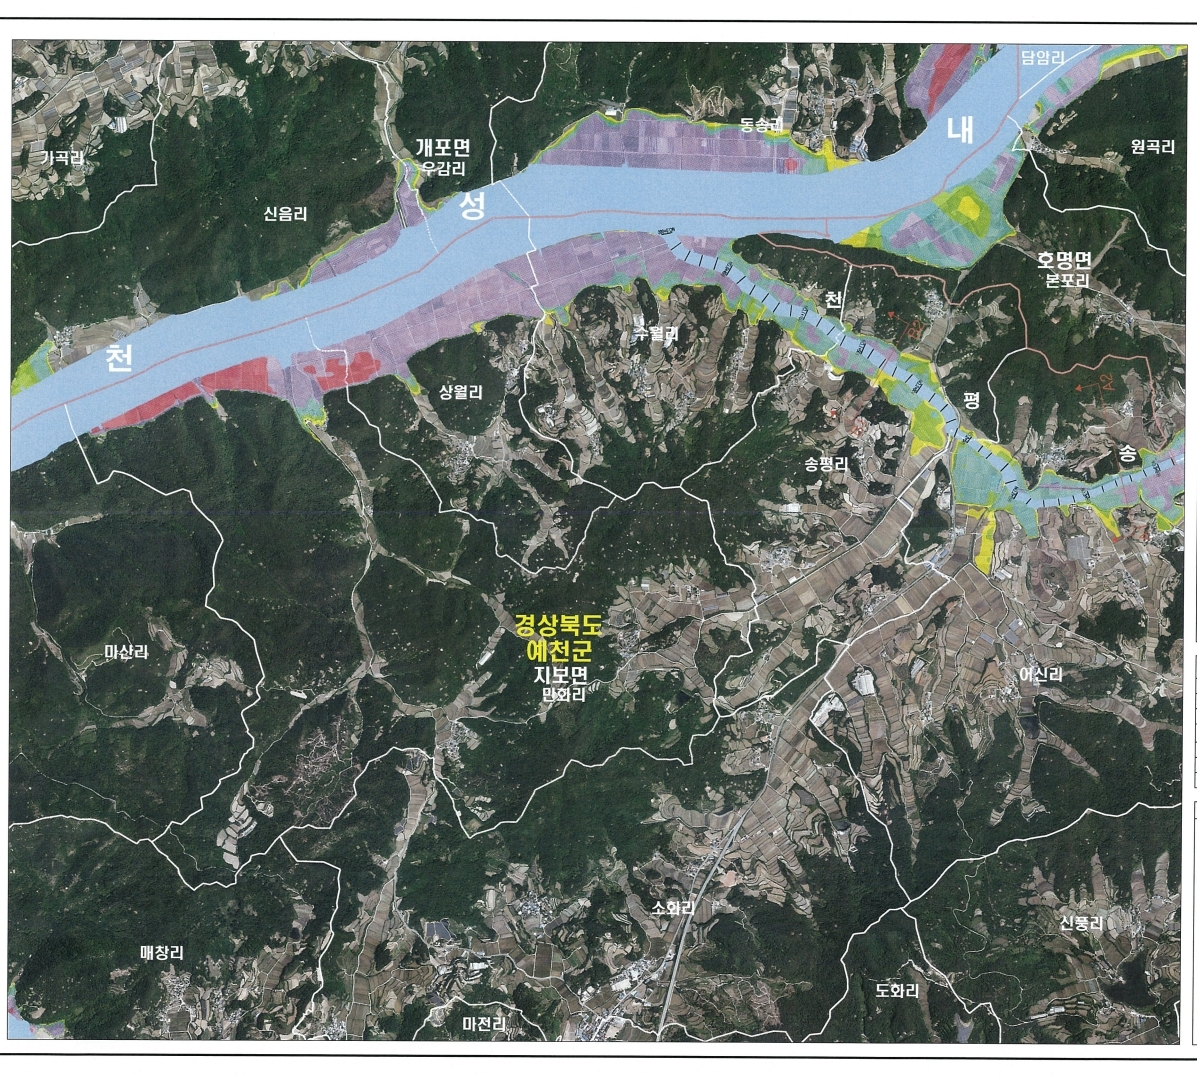 담암리
내
동송리
개포면
우감리
원곡리
가곡리
성
신음리
호명면
본포리
천
수월리
천
상월리
평
송평리
송
경상북도
예천군
지보면
만화리
마산리
어신리
소화리
신풍리
매창리
도화리
마전리